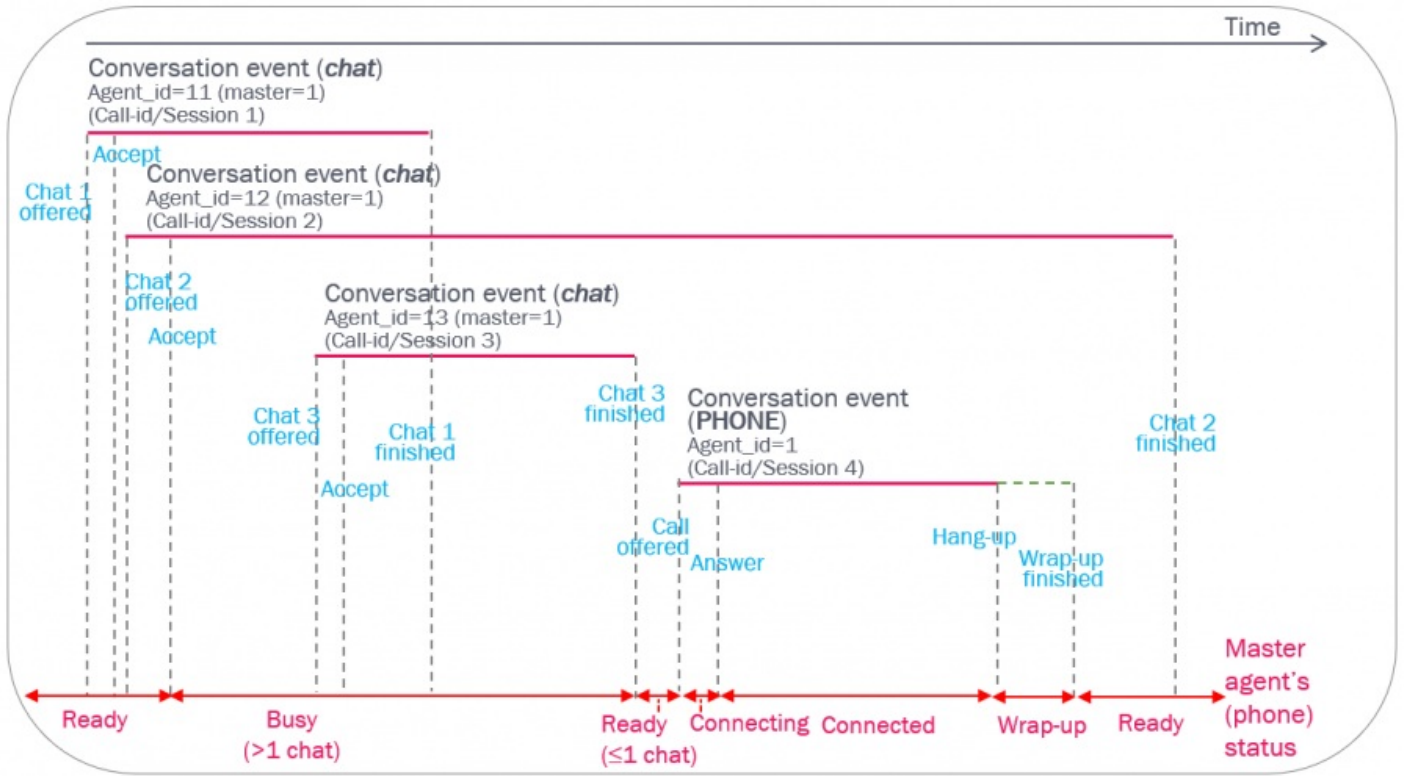 Time
Conversation event (chat)
Agent_id=11 (master=1)
(Call-id/Session 1)
Accept
Chat 1
offered
Conversation event (chat)
Agent_id=12 (master=1)
(Call-id/Session 2)
Chat 2
offered
Accept
Conversation event (chat)
Agent_id=13 (master=1)
(Call-id/Session 3)
Chat 3
offered
Accept
Chat 1
finished
Chat 3
finished
Conversation event
(PHONE)
Agent_id=1
(Call-id/Session 4)
Call
offered
Answer
Hang-up
Wrap-up
finished
Chat 2
finished
Ready
Busy
(>1 chat)
Ready
(≤1 chat)
Connecting
Connected
Wrap-up
Ready
Master
agent's
(phone)
status